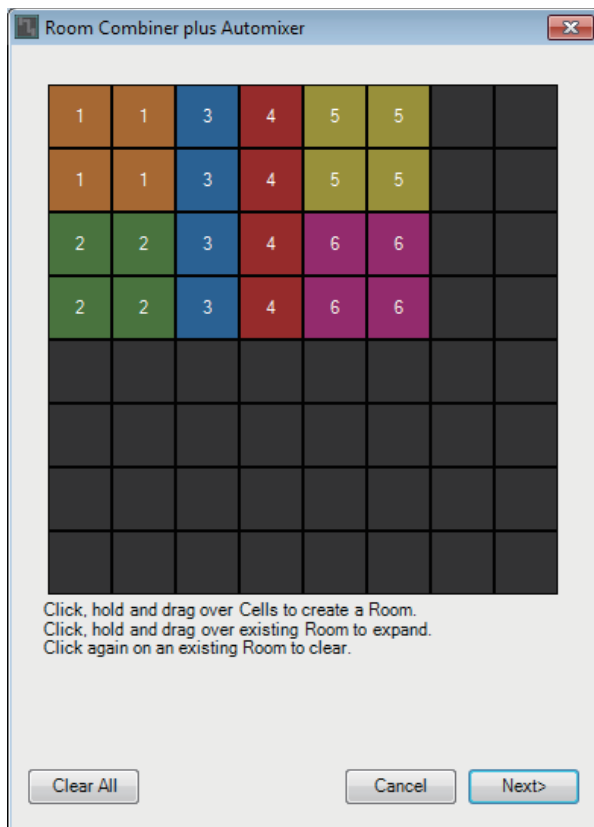 Room Combiner plus Automixer
1 1 3 4 5 5
1 1 3 4 5 5
2 2 3 4 6 6
2 2 3 4 6 6
Click, hold and drag over Cells to create a Room.
Click, hold and drag over existing Room to expand.
Click again on an existing Room to clear.
Clear All Cancel Next>